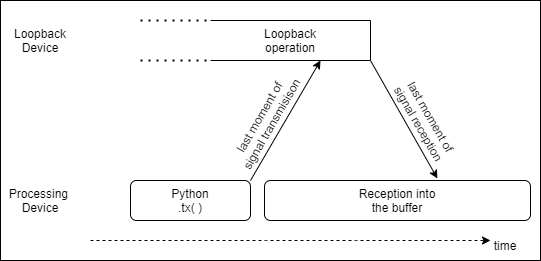 Loopback
Device
Loopback
operation
last moment of
signal transmisison
last moment of
signal reception
Processing
Device
Python
.tx( )
Reception into
the buffer
time